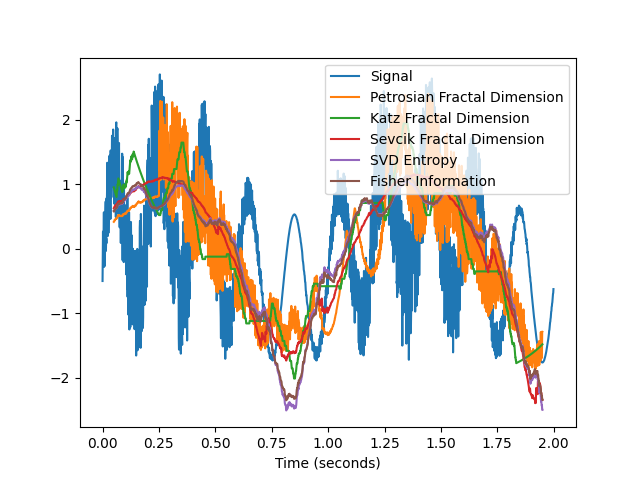 Signal
Petrosian Fractal Dimension
Katz Fractal Dimension
Sevcik Fractal Dimension
SVD Entropy
Fisher Information
2
1
0
−1
−2
0.00 0.25 0.50 0.75 1.00 1.25 1.50 1.75 2.00
Time (seconds)